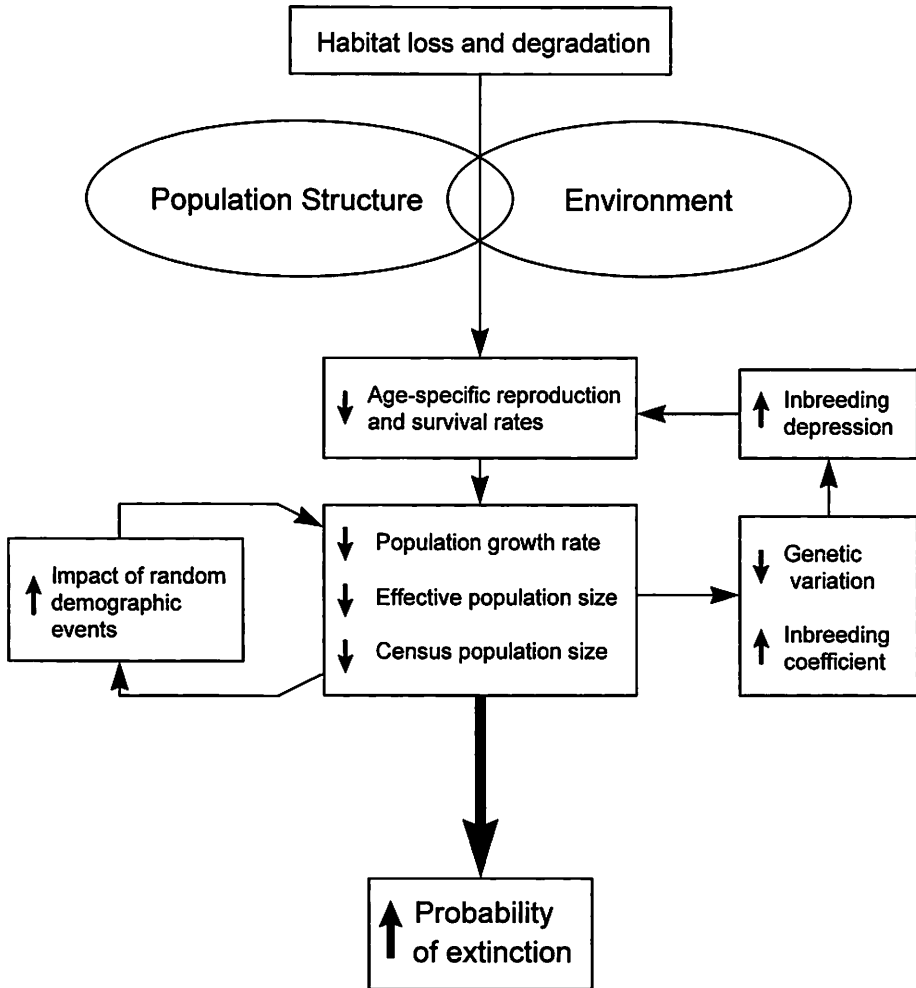 Habitat loss and degradation
Population Structure
Environment
↓ Age-specific reproduction
and survival rates
↑ Inbreeding
depression
↑ Impact of random
demographic
events
↓ Population growth rate
↓ Effective population size
↓ Census population size
↓ Genetic
variation
↑ Inbreeding
coefficient
↑ Probability
of extinction